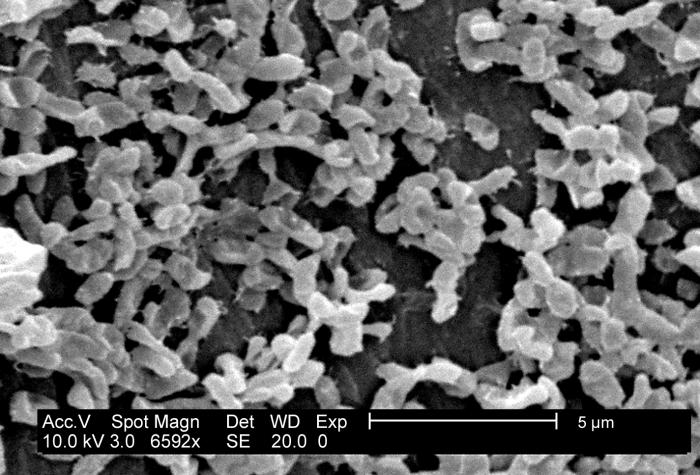 Acc.V Spot Magn Det WD Exp 5 µm
10.0 kV 3.0 6592x SE 20.0 0